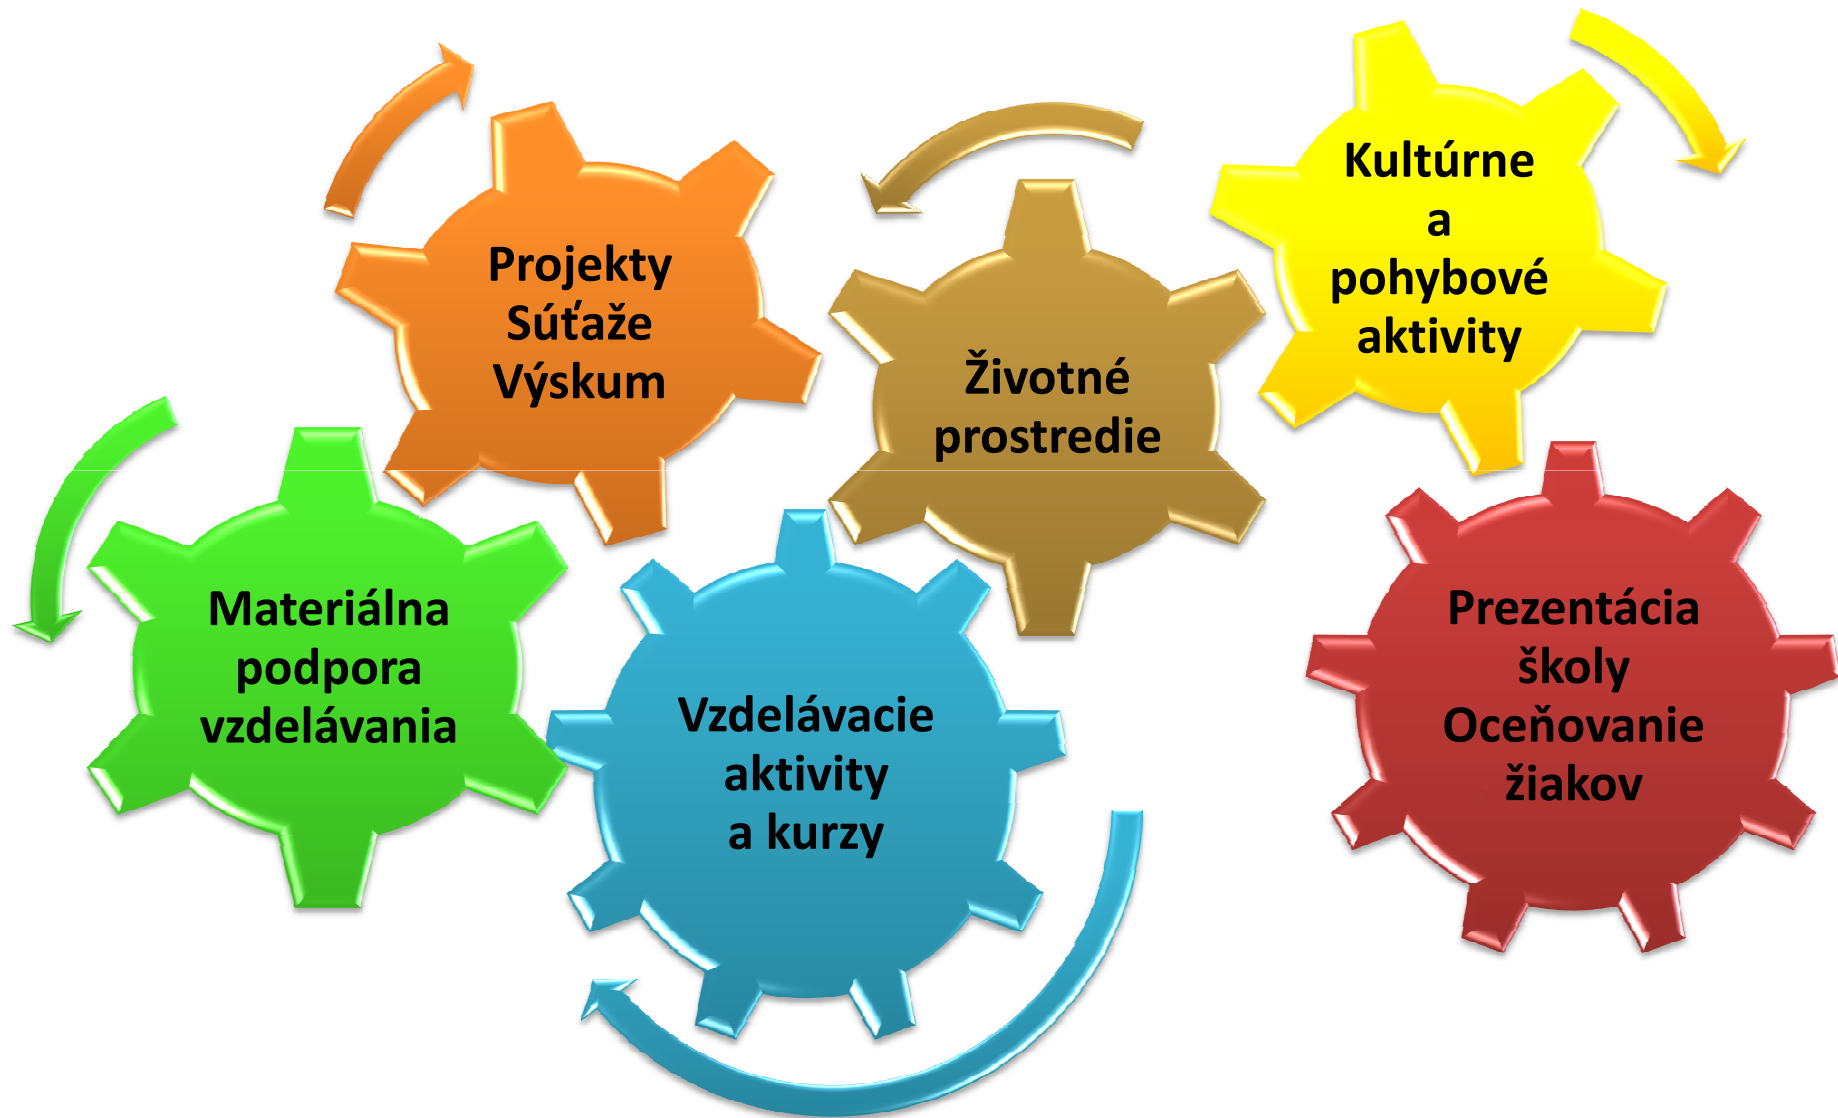 Projekty
Súťaže
Výskum
Životné
prostredie
Kultúrne
a
pohybové
aktivity
Materiálna
podpora
vzdelávania
Vzdelávacie
aktivity
a kurzy
Prezentácia
školy
Oceňovanie
žiakov